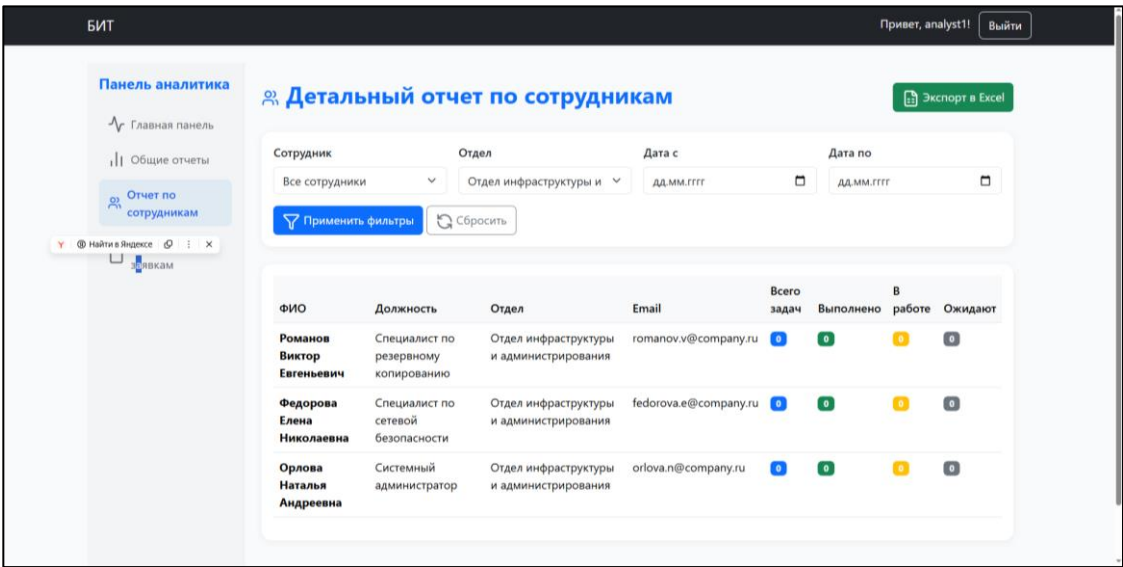 БИТ
Привет, analyst1!
Выйти
Панель аналитика
Главная панель
Общие отчеты
Отчет по
сотрудникам
Найти в Яндексе
заявкам
Детальный отчет по сотрудникам
Экспорт в Excel
Сотрудник
Отдел
Дата с
Дата по
Все сотрудники
Отдел инфраструктуры и
дд.мм.гггг
дд.мм.гггг
Применить фильтры
Сбросить
ФИО
Должность
Отдел
Email
Всего
задач
Выполнено
В
работе
Ожидают
Романов
Виктор
Евгеньевич
Специалист по
резервному
копированию
Отдел инфраструктуры
и администрирования
romanov.v@company.ru
0
0
0
0
Федорова
Елена
Николаевна
Специалист по
сетевой
безопасности
Отдел инфраструктуры
и администрирования
fedorova.e@company.ru
0
0
0
0
Орлова
Наталья
Андреевна
Системный
администратор
Отдел инфраструктуры
и администрирования
orlova.n@company.ru
0
0
0
0